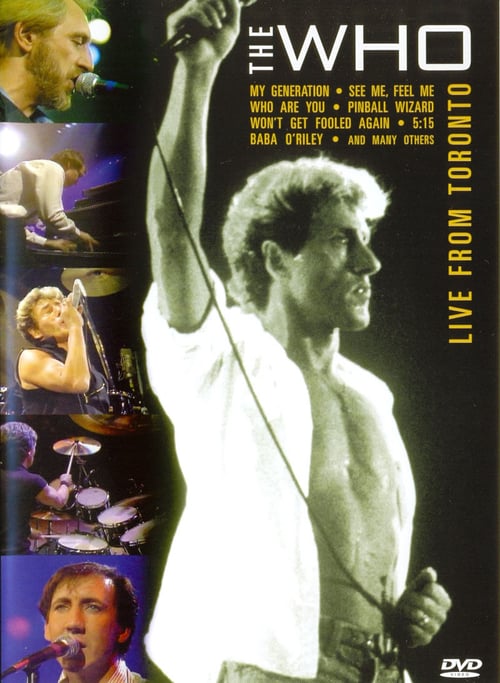 THE WHO
MY GENERATION • SEE ME, FEEL ME
WHO ARE YOU • PINBALL WIZARD
WON'T GET FOOLED AGAIN • 5:15
BABA O'RILEY • AND MANY OTHERS
LIVE FROM TORONTO
DVD
VIDEO